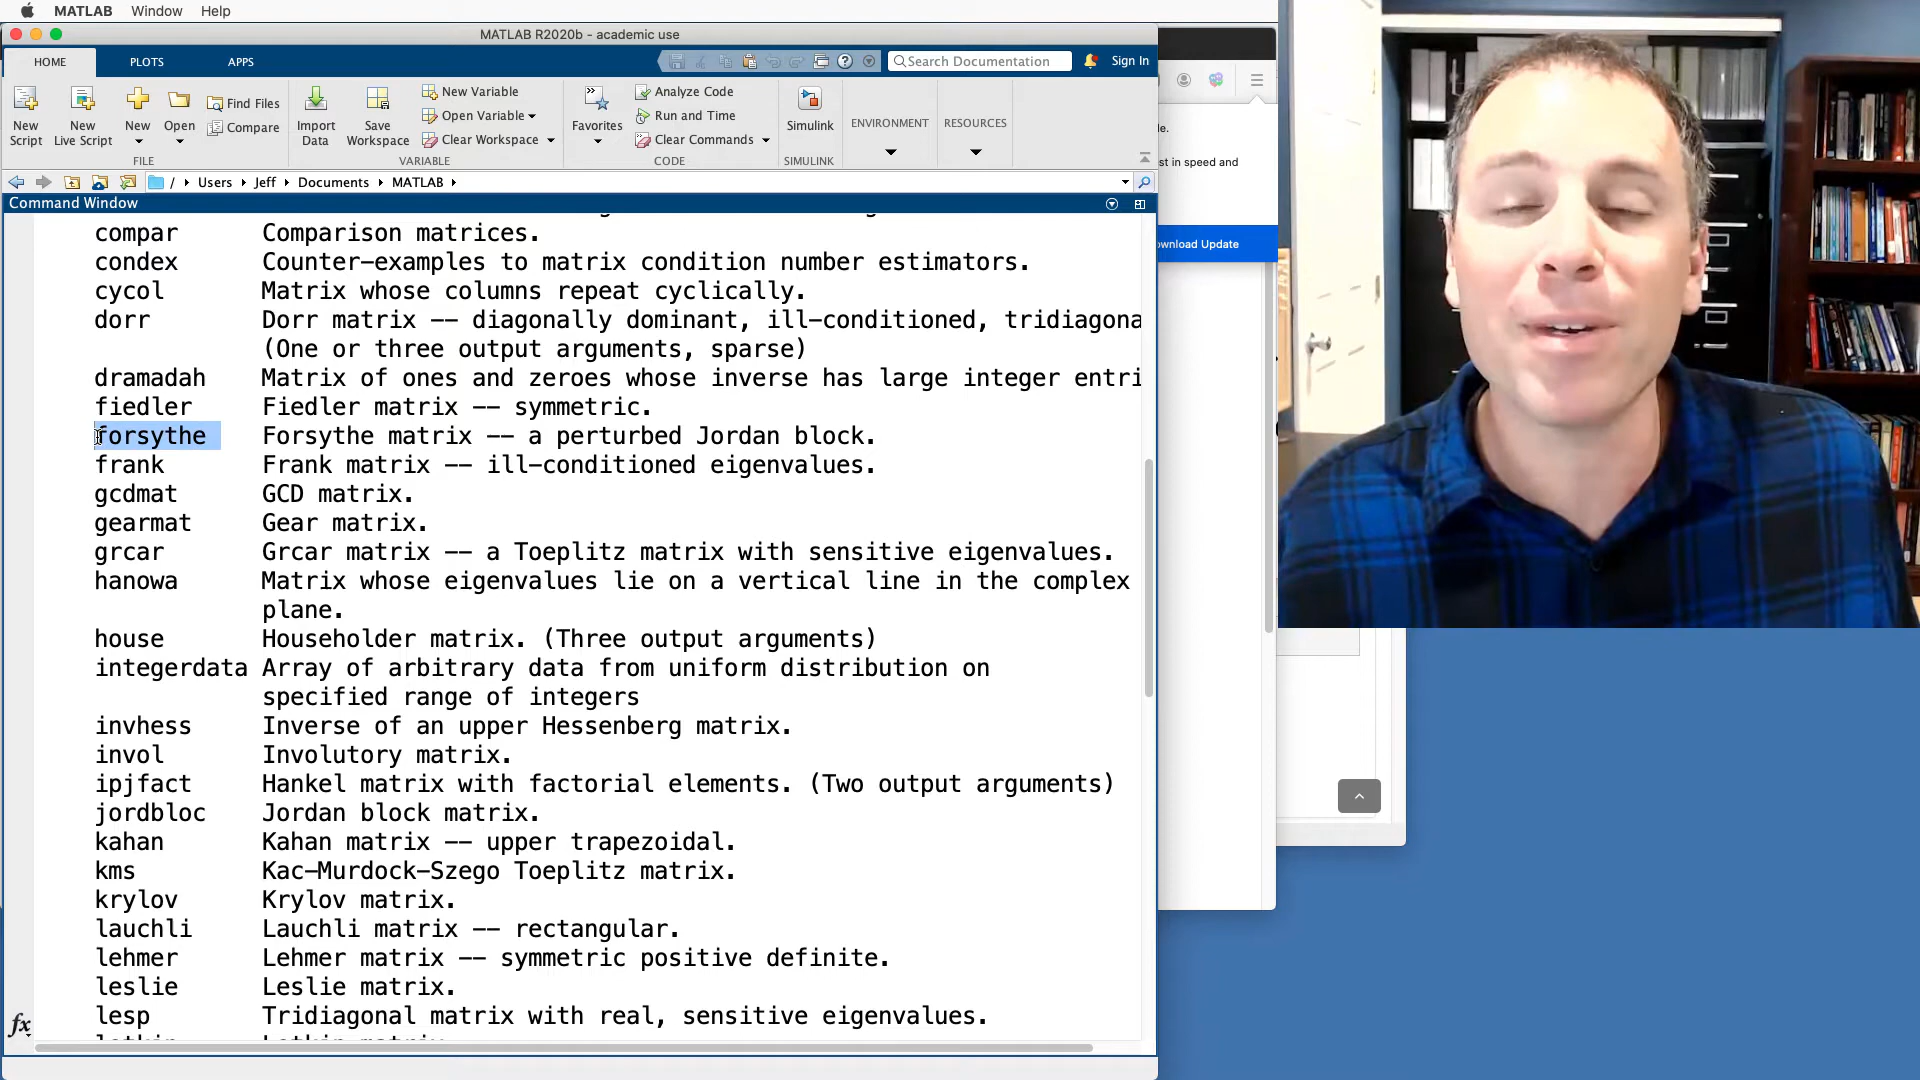 MATLAB Window Help
MATLAB R2020b - academic use
HOME PLOTS APPS
Search Documentation
Sign In
New Script
New Live Script
New
Open
Find Files
Compare
FILE
Import Data
Save Workspace
New Variable
Open Variable
Clear Workspace
VARIABLE
Favorites
Analyze Code
Run and Time
Clear Commands
CODE
Simulink
SIMULINK
ENVIRONMENT
RESOURCES
/ Users Jeff Documents MATLAB
Command Window
compar Comparison matrices.
condex Counter-examples to matrix condition number estimators.
cycol Matrix whose columns repeat cyclically.
dorr Dorr matrix -- diagonally dominant, ill-conditioned, tridiagona
(One or three output arguments, sparse)
dramadah Matrix of ones and zeroes whose inverse has large integer entri
fiedler Fiedler matrix -- symmetric.
forsythe Forsythe matrix -- a perturbed Jordan block.
frank Frank matrix -- ill-conditioned eigenvalues.
gcdmat GCD matrix.
gearmat Gear matrix.
grcar Grcar matrix -- a Toeplitz matrix with sensitive eigenvalues.
hanowa Matrix whose eigenvalues lie on a vertical line in the complex
plane.
house Householder matrix. (Three output arguments)
integerdata Array of arbitrary data from uniform distribution on
specified range of integers
invhess Inverse of an upper Hessenberg matrix.
invol Involutory matrix.
ipjfact Hankel matrix with factorial elements. (Two output arguments)
jordbloc Jordan block matrix.
kahan Kahan matrix -- upper trapezoidal.
kms Kac-Murdock-Szego Toeplitz matrix.
krylov Krylov matrix.
lauchli Lauchli matrix -- rectangular.
lehmer Lehmer matrix -- symmetric positive definite.
leslie Leslie matrix.
lesp Tridiagonal matrix with real, sensitive eigenvalues.
fx
le.
st in speed and
ownload Update